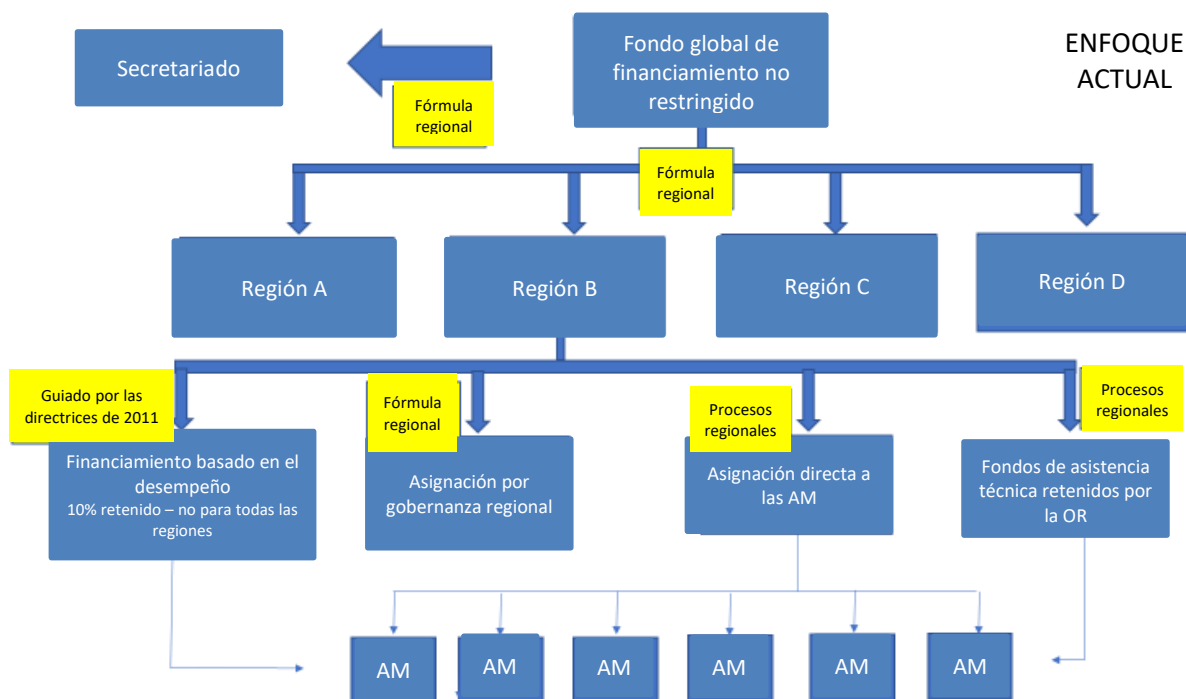 Secretariado
Fórmula
regional
Fondo global de
financiamiento no
restringido
ENFOQUE
ACTUAL
Fórmula
regional
Región A
Región B
Región C
Región D
Guiado por las
directrices de 2011
Fórmula
regional
Procesos
regionales
Procesos
regionales
Financiamiento basado en el
desempeño
10% retenido – no para todas las
regiones
Asignación por
gobernanza regional
Asignación directa a
las AM
Fondos de asistencia
técnica retenidos por
la OR
AM
AM
AM
AM
AM
AM